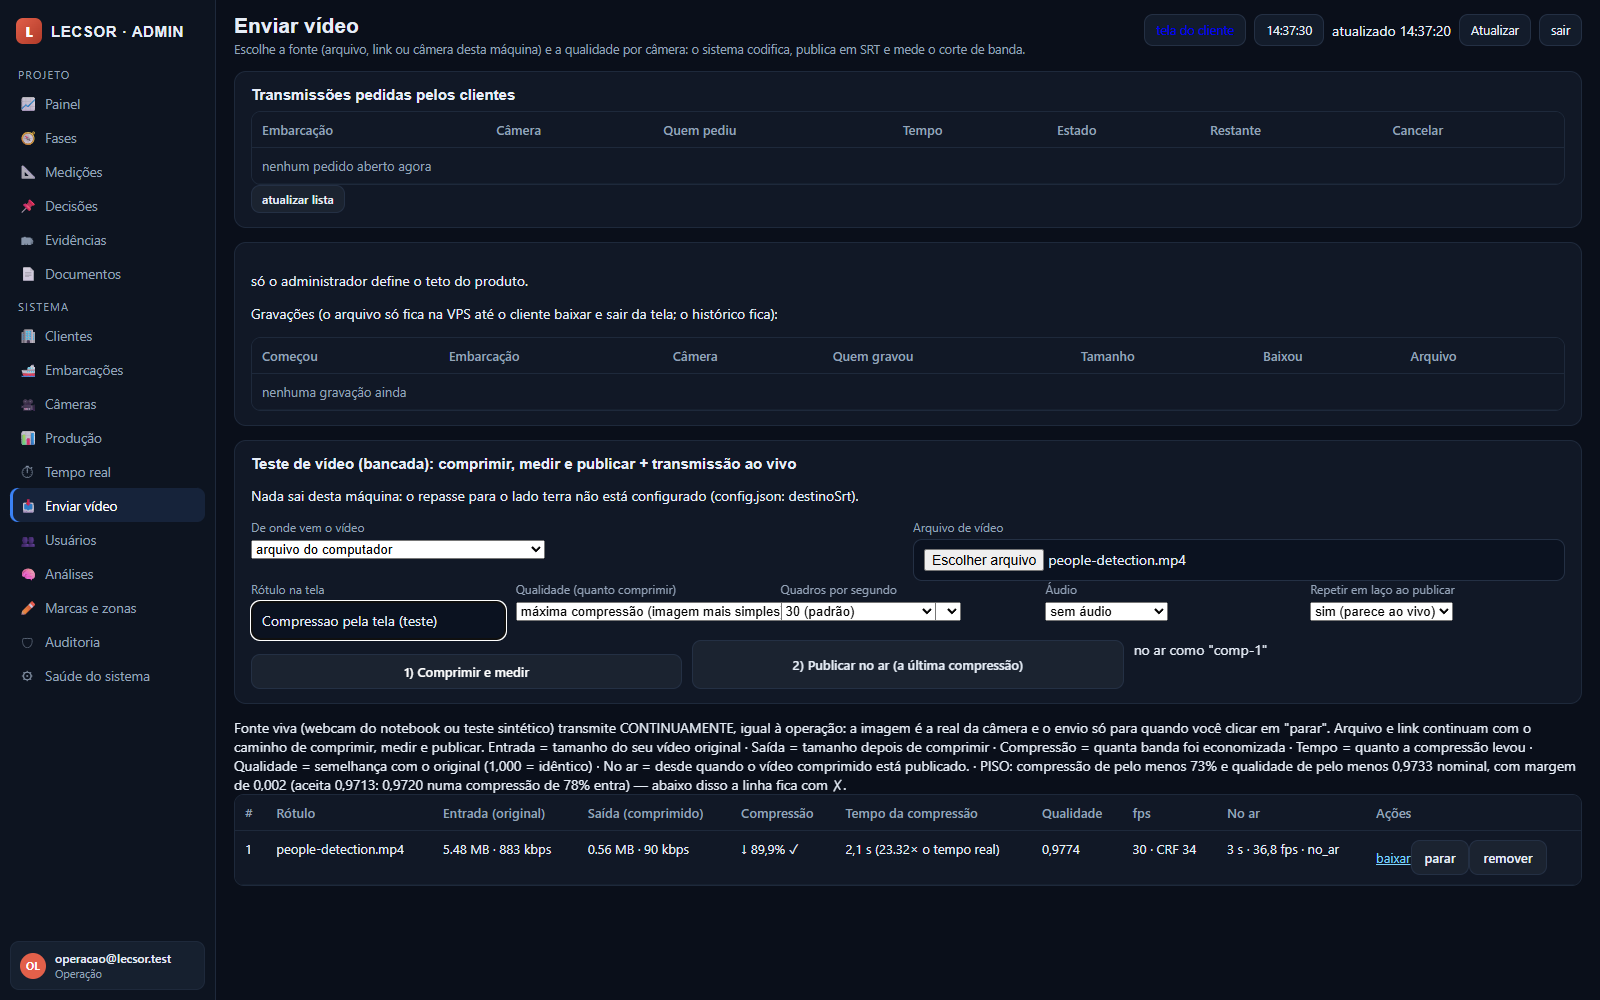 L LECSOR · ADMIN
PROJETO
Painel
Fases
Medições
Decisões
Evidências
Documentos
SISTEMA
Clientes
Embarcações
Câmeras
Produção
Tempo real
Enviar vídeo
Usuários
Análises
Marcas e zonas
Auditoria
Saúde do sistema
OL operacao@lecsor.test
Operação
Enviar vídeo
Escolhe a fonte (arquivo, link ou câmera desta máquina) e a qualidade por câmera: o sistema codifica, publica em SRT e mede o corte de banda.
tela do cliente 14:37:30 atualizado 14:37:20 Atualizar sair
Transmissões pedidas pelos clientes
Embarcação Câmera Quem pediu Tempo Estado Restante Cancelar
nenhum pedido aberto agora
atualizar lista
só o administrador define o teto do produto.
Gravações (o arquivo só fica na VPS até o cliente baixar e sair da tela; o histórico fica):
Começou Embarcação Câmera Quem gravou Tamanho Baixou Arquivo
nenhuma gravação ainda
Teste de vídeo (bancada): comprimir, medir e publicar + transmissão ao vivo
Nada sai desta máquina: o repasse para o lado terra não está configurado (config.json: destinoSrt).
De onde vem o vídeo Arquivo de vídeo
arquivo do computador Escolher arquivo people-detection.mp4
Rótulo na tela Qualidade (quanto comprimir) Quadros por segundo Áudio Repetir em laço ao publicar
Compressao pela tela (teste) máxima compressão (imagem mais simples 30 (padrão) sem áudio sim (parece ao vivo)
1) Comprimir e medir 2) Publicar no ar (a última compressão) no ar como "comp-1"
Fonte viva (webcam do notebook ou teste sintético) transmite CONTINUAMENTE, igual à operação: a imagem é a real da câmera e o envio só para quando você clicar em "parar". Arquivo e link continuam com o
caminho de comprimir, medir e publicar. Entrada = tamanho do seu vídeo original · Saída = tamanho depois de comprimir · Compressão = quanta banda foi economizada · Tempo = quanto a compressão levou ·
Qualidade = semelhança com o original (1,000 = idêntico) · No ar = desde quando o vídeo comprimido está publicado. · PISO: compressão de pelo menos 73% e qualidade de pelo menos 0,9733 nominal, com margem
de 0,002 (aceita 0,9713: 0,9720 numa compressão de 78% entra) — abaixo disso a linha fica com ✗.
# Rótulo Entrada (original) Saída (comprimido) Compressão Tempo da compressão Qualidade fps No ar Ações
1 people-detection.mp4 5.48 MB · 883 kbps 0.56 MB · 90 kbps ↓ 89,9% ✓ 2,1 s (23.32× o tempo real) 0,9774 30 · CRF 34 3 s · 36,8 fps · no_ar baixar parar remover